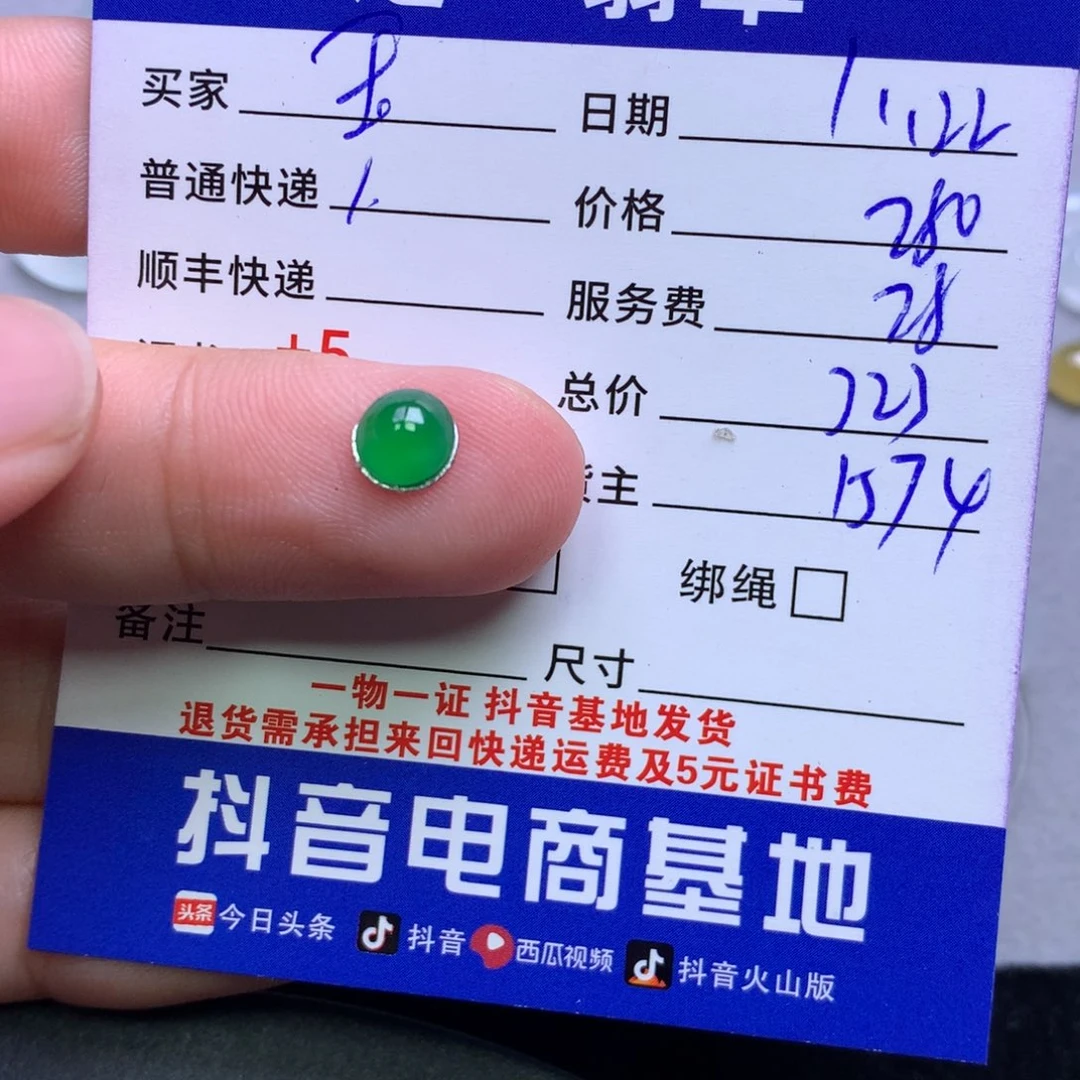 买家 日期
普通快递 价格 280
顺丰快递 服务费 28
+5 总价
货主 1574
绑绳
备注 尺寸
一物一证 抖音基地发货
退货需承担来回快递运费及5元证书费
抖音电商基地
头条 今日头条 抖音 西瓜视频 抖音火山版